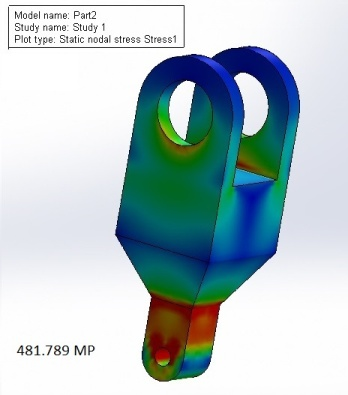 Model name: Part2
Study name: Study 1
Plot type: Static nodal stress Stress1
481.789 MP